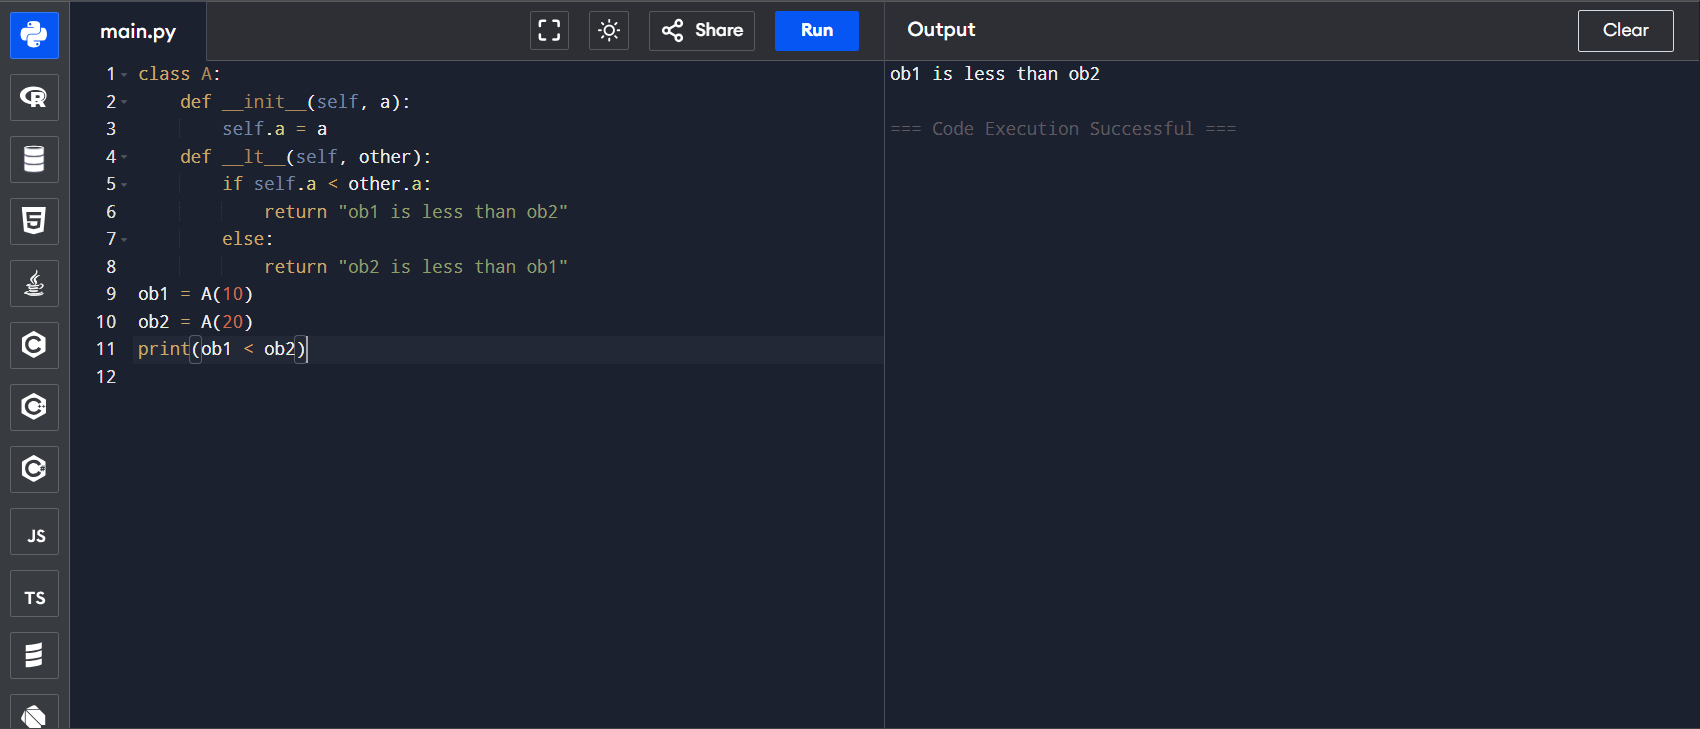 main.py
Share
Run
Output
Clear
1 class A:
2     def __init__(self, a):
3         self.a = a
4     def __lt__(self, other):
5         if self.a < other.a:
6             return "ob1 is less than ob2"
7         else:
8             return "ob2 is less than ob1"
9 ob1 = A(10)
10 ob2 = A(20)
11 print(ob1 < ob2)
12
ob1 is less than ob2
=== Code Execution Successful ===
R
5
C
C++
C#
JS
TS